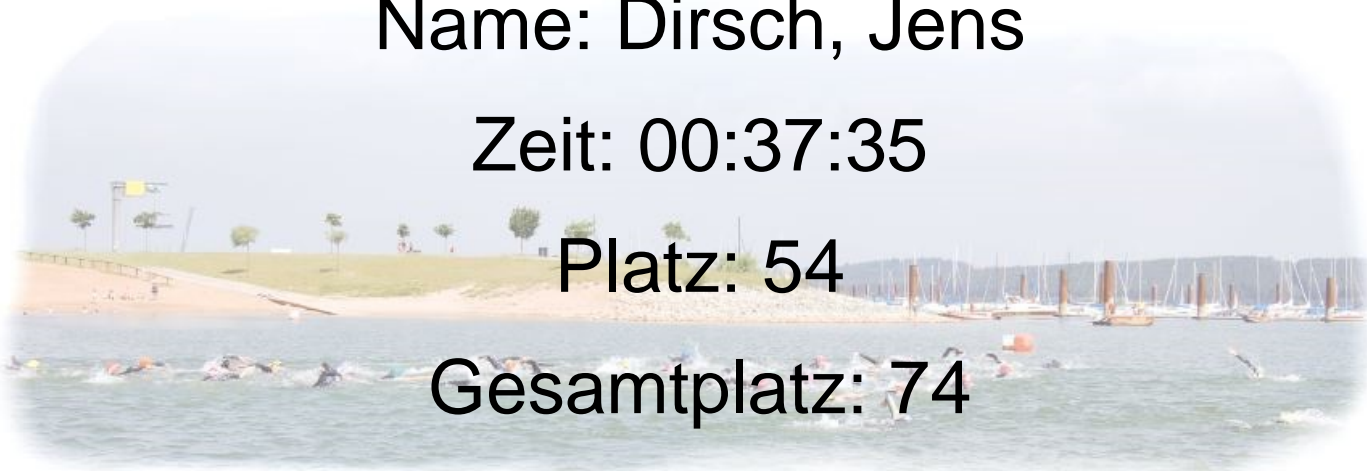 Name: Dirsch, Jens
Zeit: 00:37:35
Platz: 54
Gesamtplatz: 74